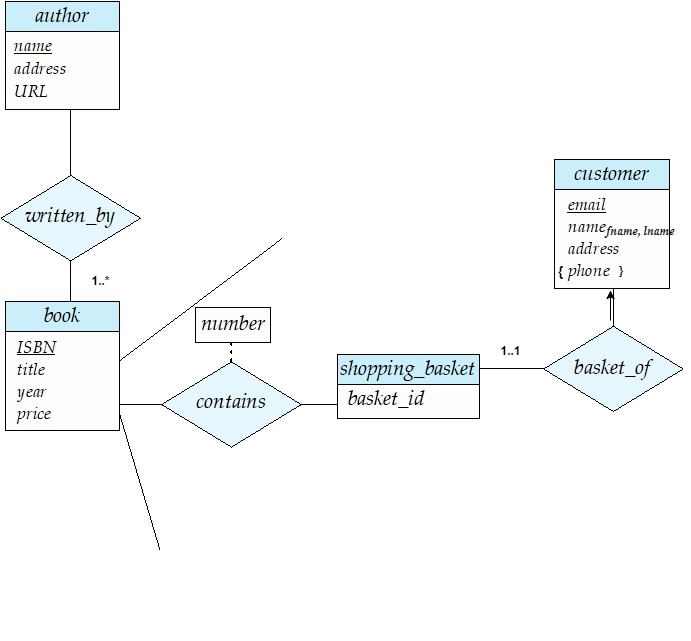 author
name
address
URL
written_by
1..*
book
ISBN
title
year
price
number
contains
shopping_basket
basket_id
1..1
basket_of
customer
email
name fname, lname
address
{ phone }